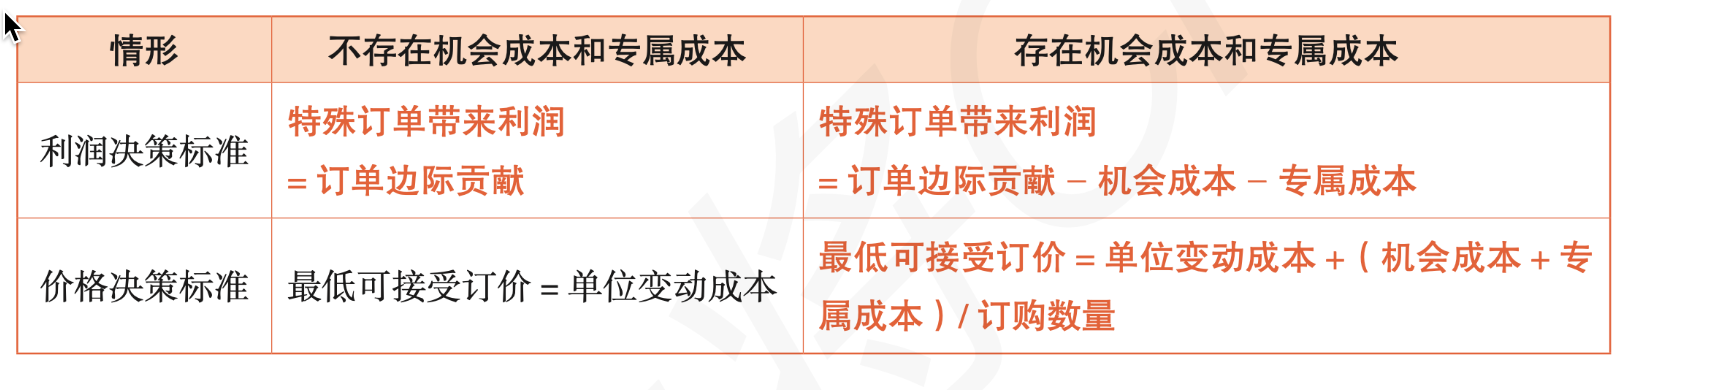 情形 不存在机会成本和专属成本 存在机会成本和专属成本
利润决策标准
特殊订单带来利润
= 订单边际贡献
特殊订单带来利润
= 订单边际贡献 – 机会成本 – 专属成本
价格决策标准
最低可接受订价 = 单位变动成本
最低可接受订价 = 单位变动成本 + ( 机会成本 + 专
属成本 ) / 订购数量